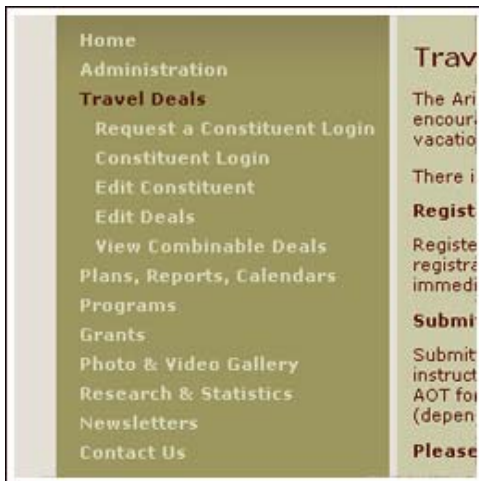 Home
Administration
Travel Deals
Request a Constituent Login
Constituent Login
Edit Constituent
Edit Deals
View Combinable Deals
Plans, Reports, Calendars
Programs
Grants
Photo & Video Gallery
Research & Statistics
Newsletters
Contact Us
Trav
The Ari
encour
vacatio
There i
Regist
Registe
registra
immedi
Submi
Submit
instruct
AOT for
(depen
Please